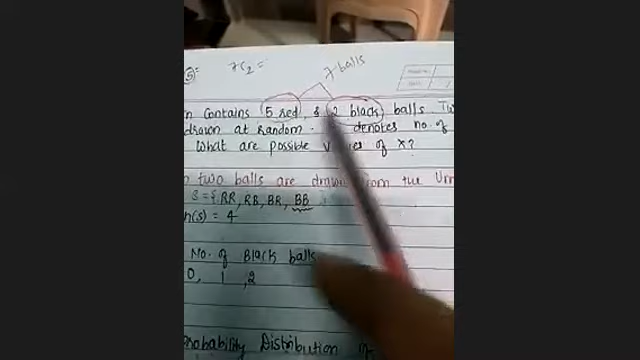 7C2 =
7 balls
contains 5 red, & 2 black balls.
drawn at random. denotes no. of
What are possible of X?
two balls are drawn from the Urn
S = { RR, RB, BR, BB
n(s) = 4
No. of Black balls
0, 1, 2
Probability Distribution of